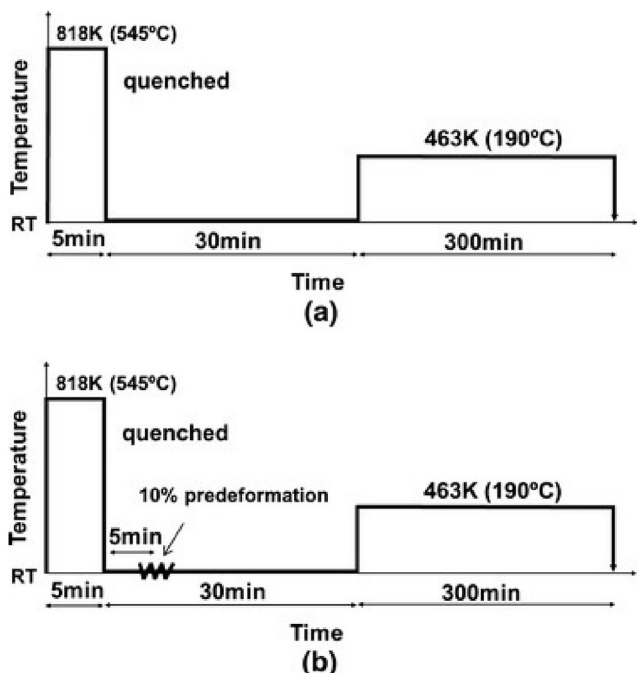 818K (545ºC)
quenched
463K (190ºC)
Temperature
RT
5min
30min
300min
Time
(a)
818K (545ºC)
quenched
10% predeformation
463K (190ºC)
5min
Temperature
RT
5min
30min
300min
Time
(b)